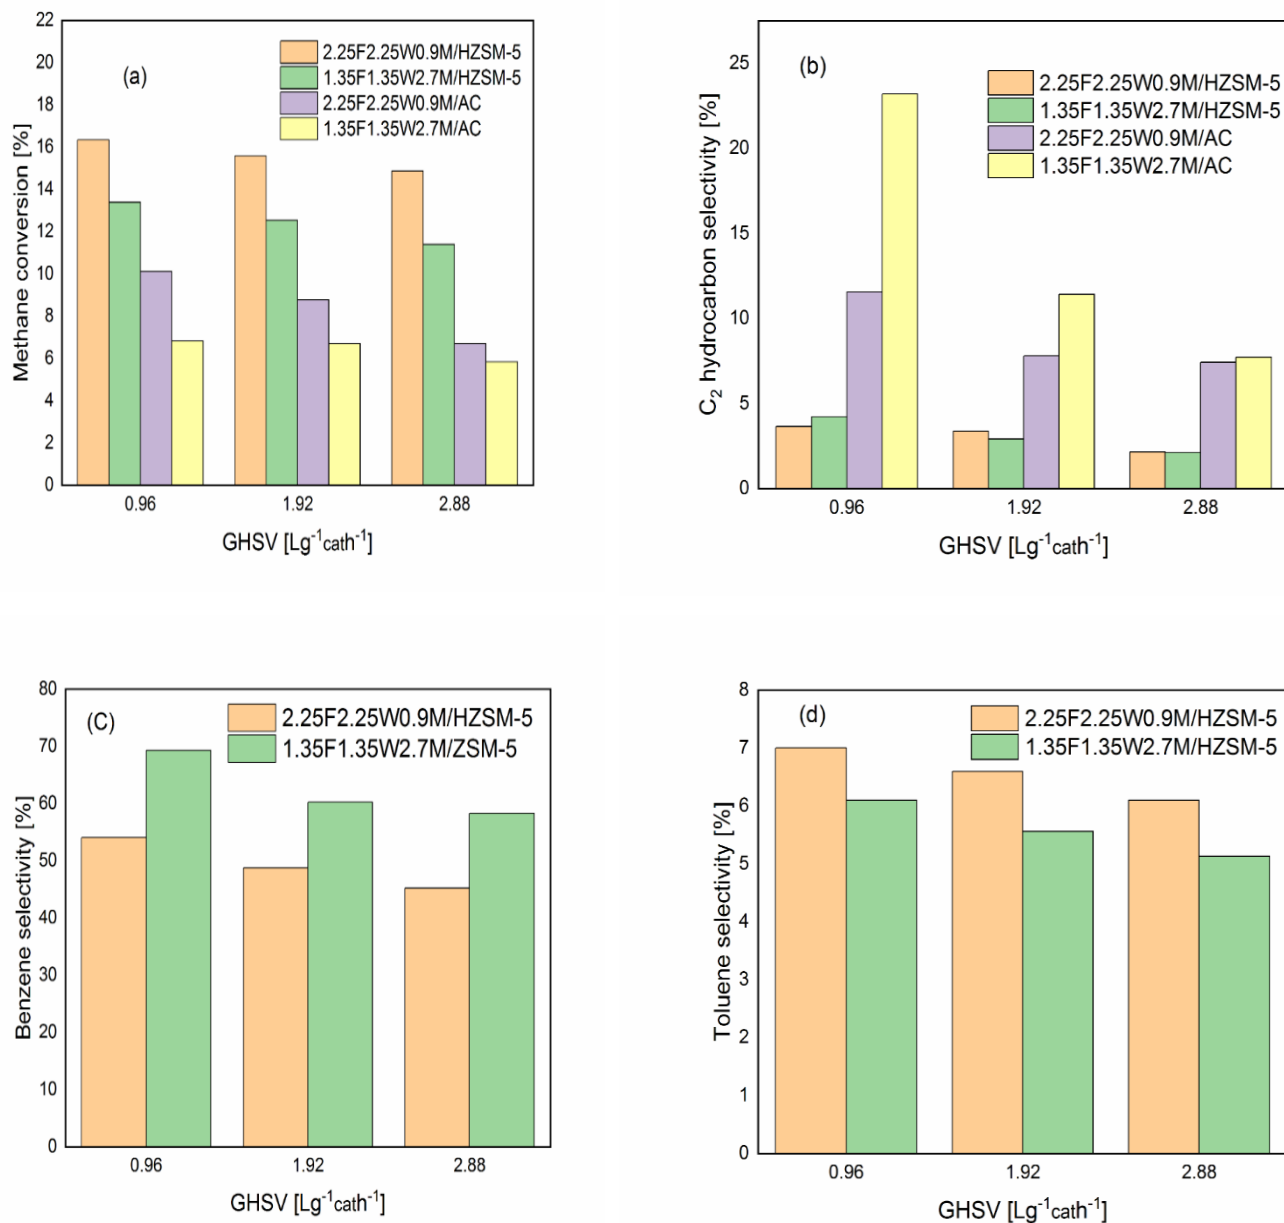 22
20
18
16
14
12
10
8
6
4
2
0
Methane conversion [%]
(a)
2.25F2.25W0.9M/HZSM-5
1.35F1.35W2.7M/HZSM-5
2.25F2.25W0.9M/AC
1.35F1.35W2.7M/AC
0.96 1.92 2.88
GHSV [Lg⁻¹cath⁻¹]
25
20
15
10
5
0
C₂ hydrocarbon selectivity [%]
(b)
2.25F2.25W0.9M/HZSM-5
1.35F1.35W2.7M/HZSM-5
2.25F2.25W0.9M/AC
1.35F1.35W2.7M/AC
0.96 1.92 2.88
GHSV [Lg⁻¹cath⁻¹]
80
70
60
50
40
30
20
10
0
Benzene selectivity [%]
(C)
2.25F2.25W0.9M/HZSM-5
1.35F1.35W2.7M/ZSM-5
0.96 1.92 2.88
GHSV [Lg⁻¹cath⁻¹]
8
7
6
5
4
3
2
1
0
Toluene selectivity [%]
(d)
2.25F2.25W0.9M/HZSM-5
1.35F1.35W2.7M/HZSM-5
0.96 1.92 2.88
GHSV [Lg⁻¹cath⁻¹]